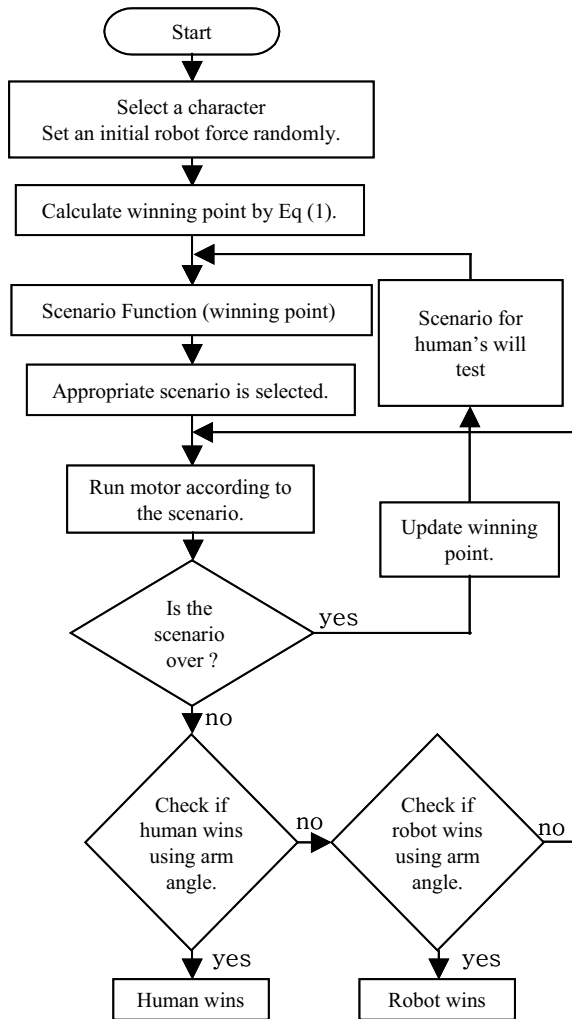 Start
Select a character
Set an initial robot force randomly.
Calculate winning point by Eq (1).
Scenario Function (winning point)
Scenario for
human's will
test
Appropriate scenario is selected.
Run motor according to
the scenario.
Update winning
point.
Is the
scenario
over ?
yes
no
Check if
human wins
using arm
angle.
no
Check if
robot wins
using arm
angle.
no
yes
yes
Human wins
Robot wins